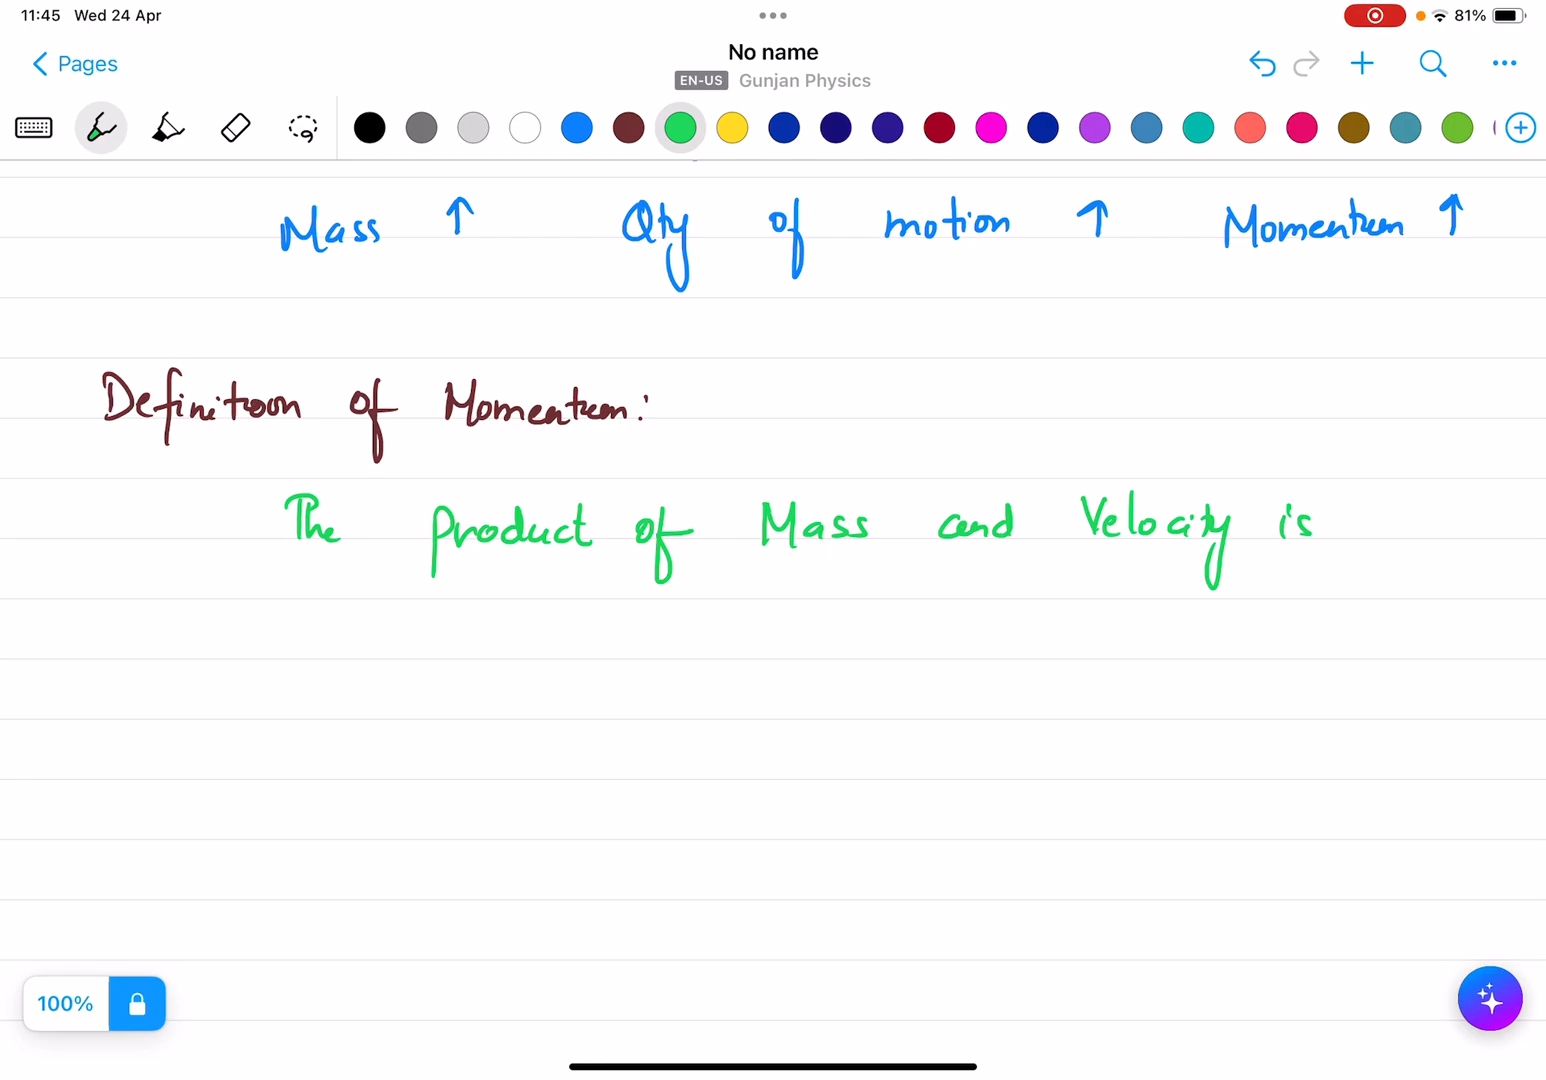 11:45 Wed 24 Apr
81%
No name
Pages
EN-US Gunjan Physics
Mass ↑ Qty of motion ↑ Momentum ↑
Definition of Momentum:
The product of Mass and Velocity is
100%